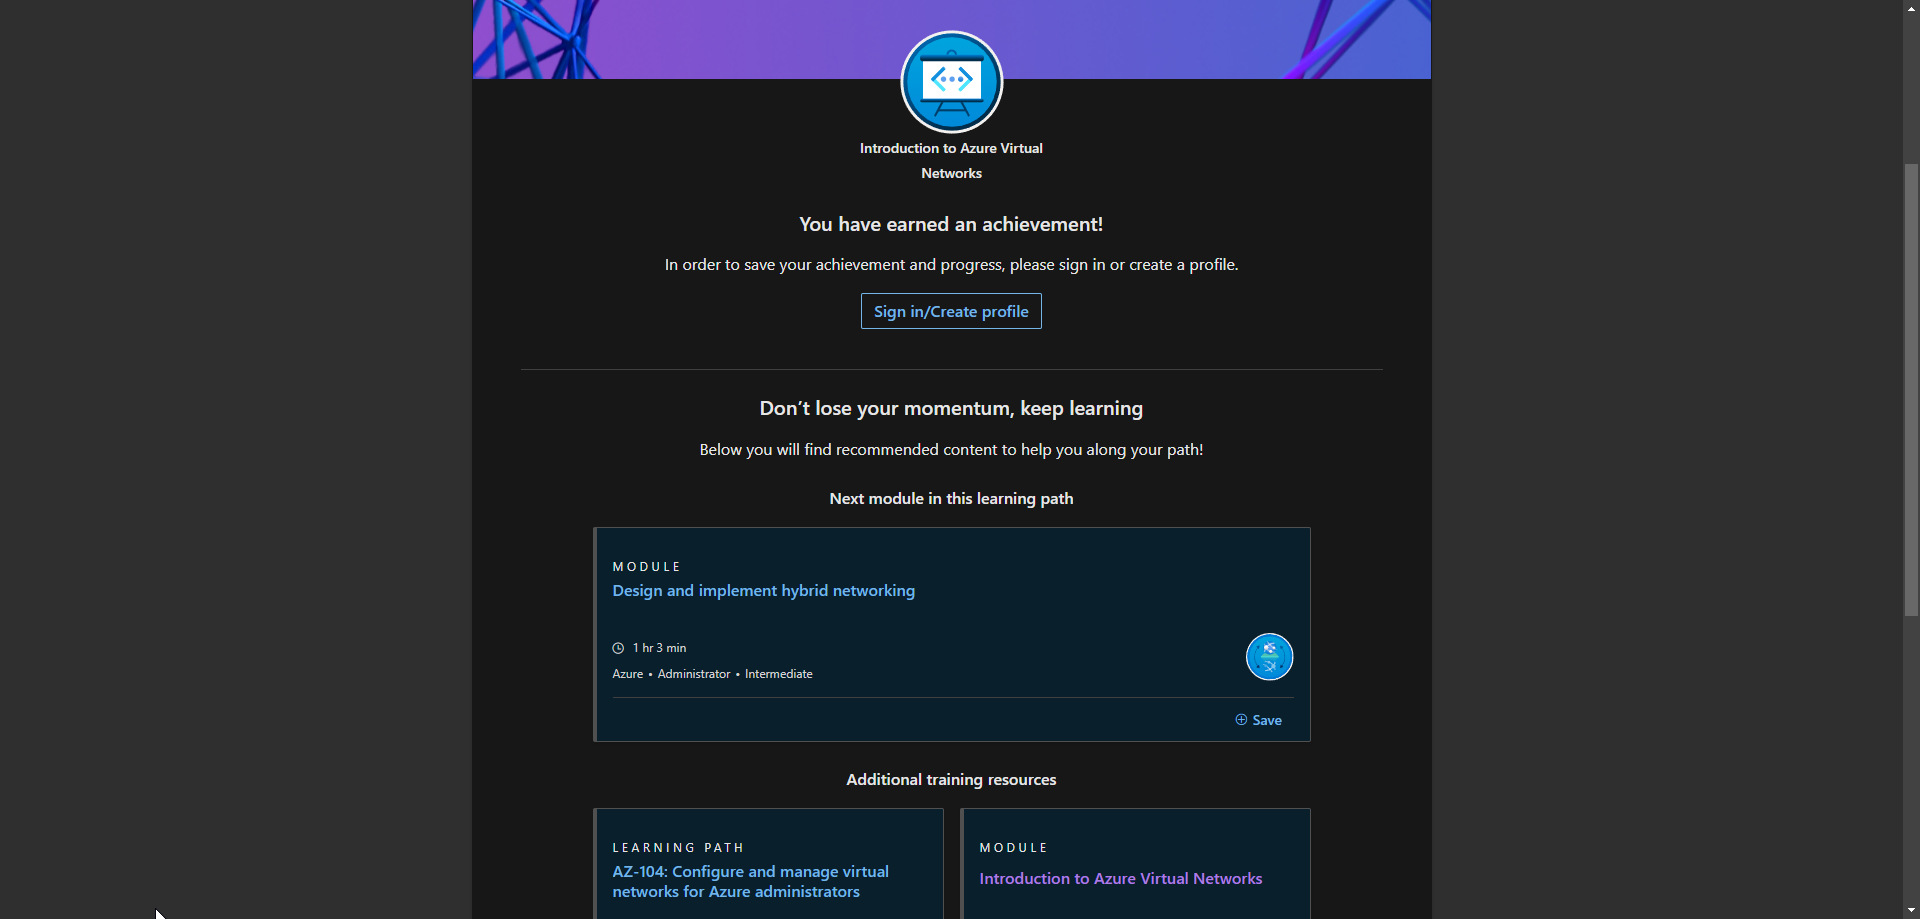 Introduction to Azure Virtual
Networks
You have earned an achievement!
In order to save your achievement and progress, please sign in or create a profile.
Sign in/Create profile
Don’t lose your momentum, keep learning
Below you will find recommended content to help you along your path!
Next module in this learning path
MODULE
Design and implement hybrid networking
1 hr 3 min
Azure • Administrator • Intermediate
Save
Additional training resources
LEARNING PATH
AZ-104: Configure and manage virtual
networks for Azure administrators
MODULE
Introduction to Azure Virtual Networks